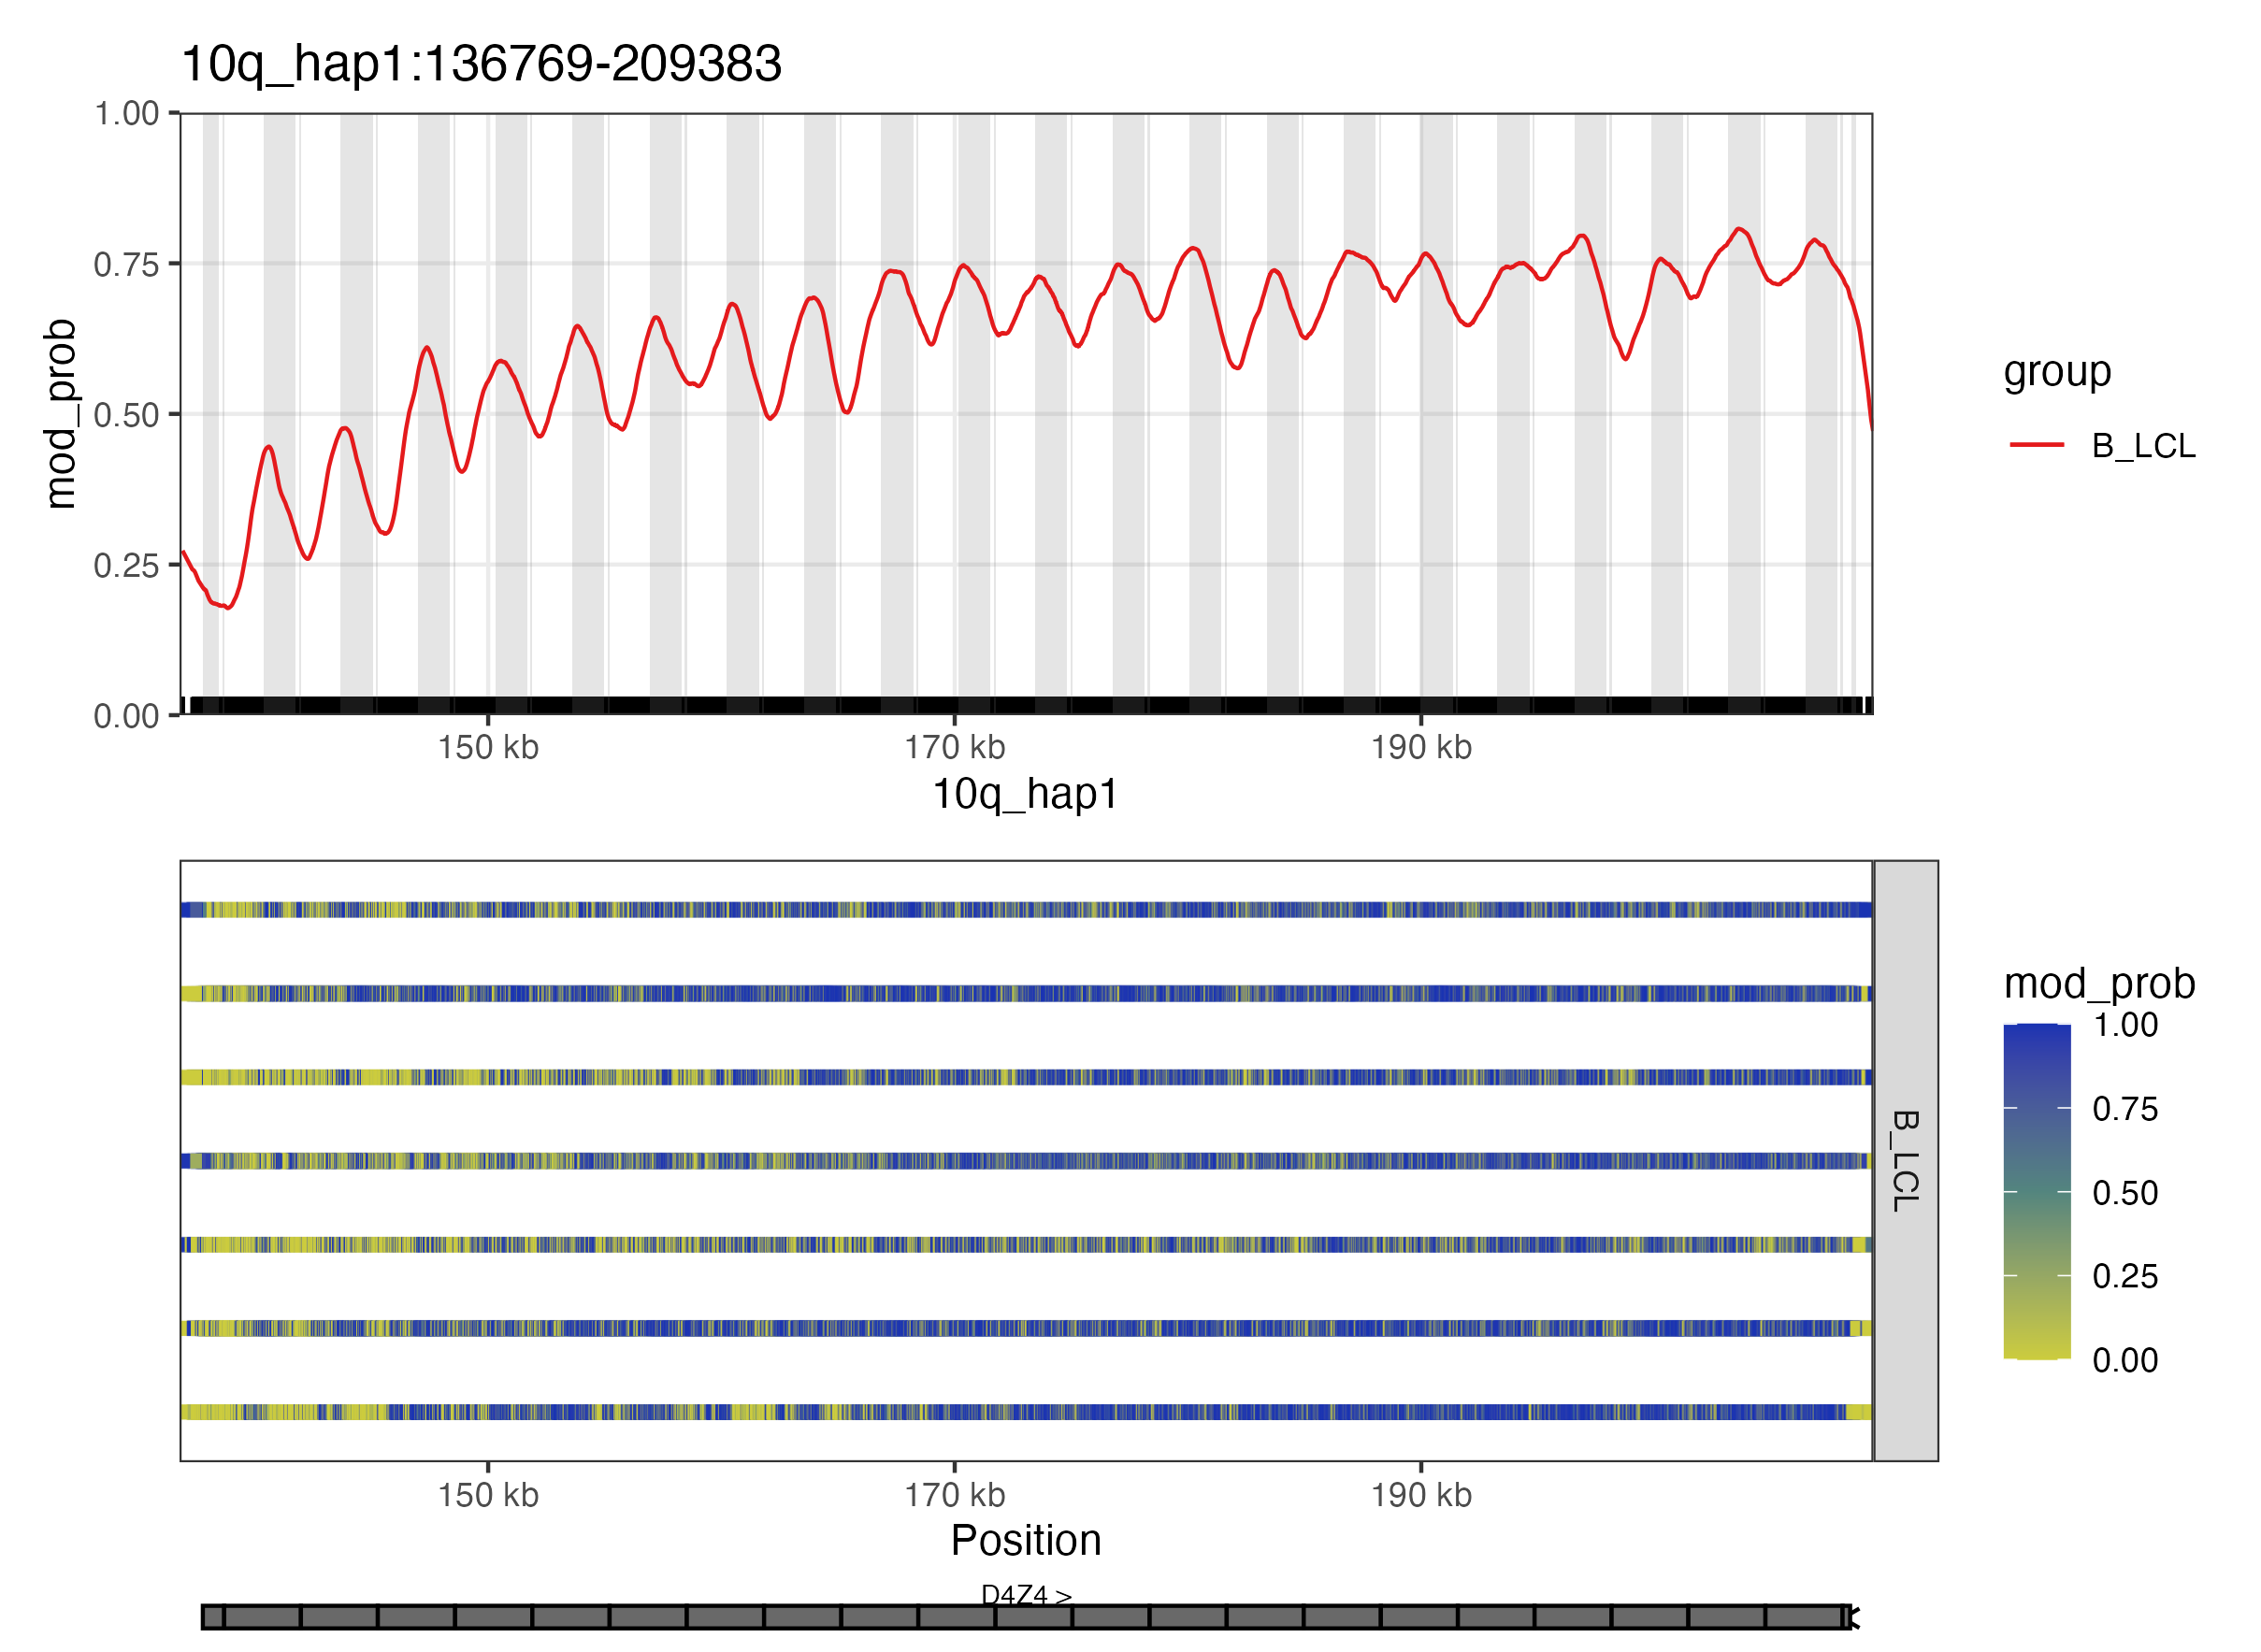 10q_hap1:136769-209383
1.00
0.75
0.50
0.25
0.00
mod_prob
150 kb
170 kb
190 kb
10q_hap1
group
B_LCL
B_LCL
mod_prob
1.00
0.75
0.50
0.25
0.00
150 kb
170 kb
190 kb
Position
D4Z4 >